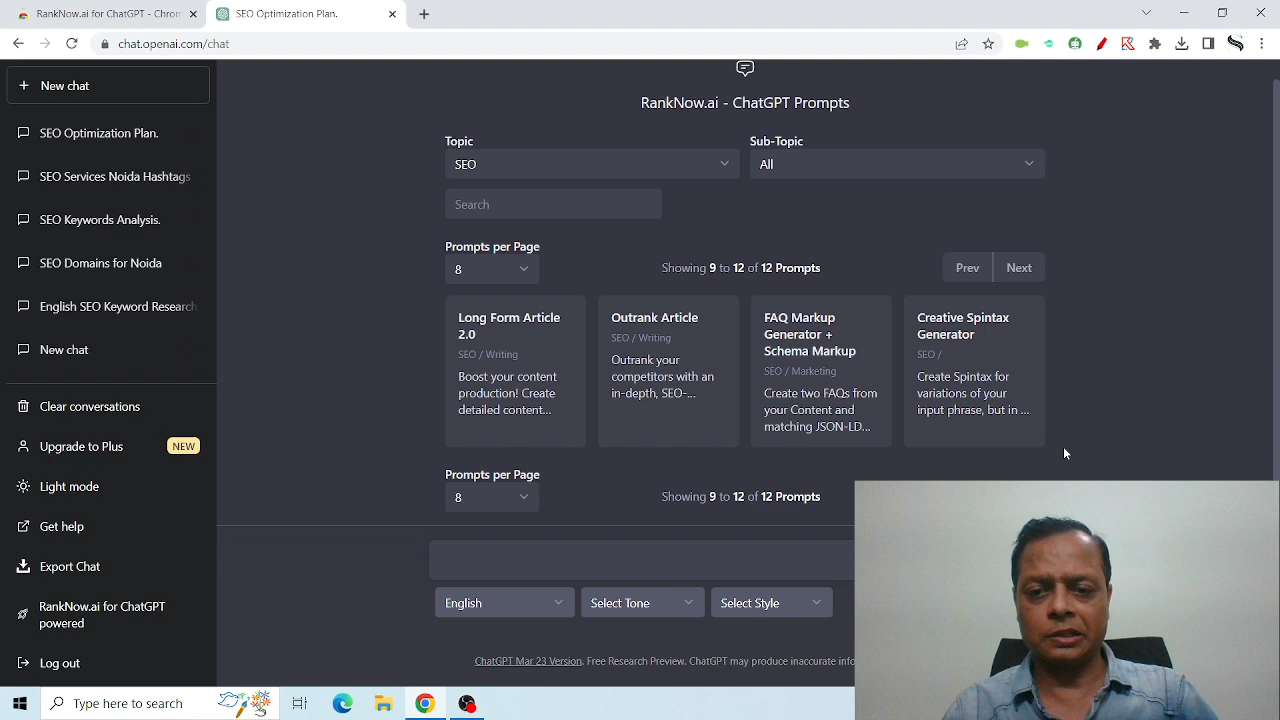 RankNow.ai for ChatGPT - Chrom
SEO Optimization Plan.
chat.openai.com/chat
New chat
SEO Optimization Plan.
SEO Services Noida Hashtags
SEO Keywords Analysis.
SEO Domains for Noida
English SEO Keyword Research
New chat
Clear conversations
Upgrade to Plus
NEW
Light mode
Get help
Export Chat
RankNow.ai for ChatGPT
powered
Log out
RankNow.ai - ChatGPT Prompts
Topic
Sub-Topic
SEO
All
Search
Prompts per Page
8
Showing 9 to 12 of 12 Prompts
Prev
Next
Long Form Article
2.0
SEO / Writing
Boost your content
production! Create
detailed content...
Outrank Article
SEO / Writing
Outrank your
competitors with an
in-depth, SEO-...
FAQ Markup
Generator +
Schema Markup
SEO / Marketing
Create two FAQs from
your Content and
matching JSON-LD...
Creative Spintax
Generator
SEO /
Create Spintax for
variations of your
input phrase, but in ...
Prompts per Page
8
Showing 9 to 12 of 12 Prompts
English
Select Tone
Select Style
ChatGPT Mar 23 Version. Free Research Preview. ChatGPT may produce inaccurate info
Type here to search